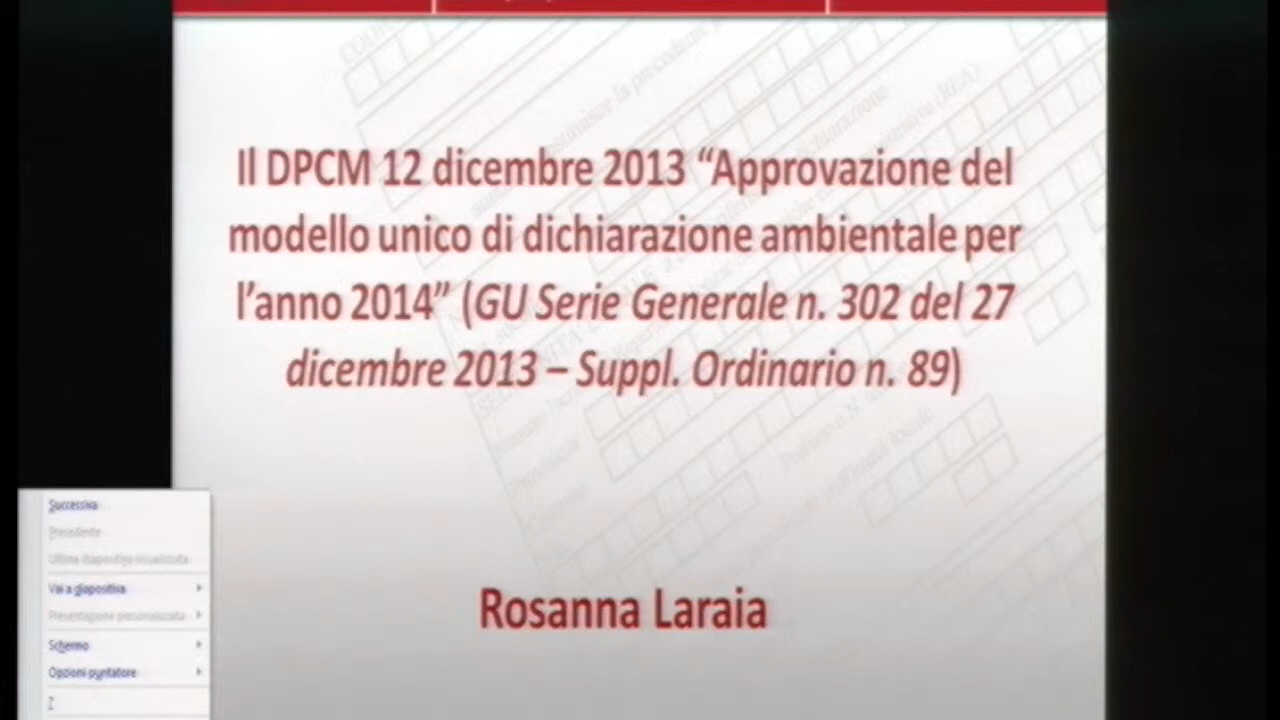 Il DPCM 12 dicembre 2013 “Approvazione del
modello unico di dichiarazione ambientale per
l’anno 2014” (GU Serie Generale n. 302 del 27
dicembre 2013 – Suppl. Ordinario n. 89)
Rosanna Laraia
Successiva
Precedente
Ultima diapositiva visualizzata
Vai a diapositiva
Presentazione personalizzata
Schermo
Opzioni puntatore
?